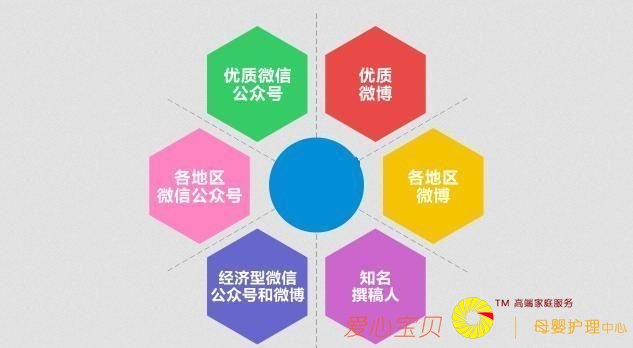 优质微信
公众号
优质
微博
各地区
微信公众号
各地区
微博
经济型微信
公众号和微博
知名
撰稿人
TM 高端家庭服务
爱心宝贝 | 母婴护理中心